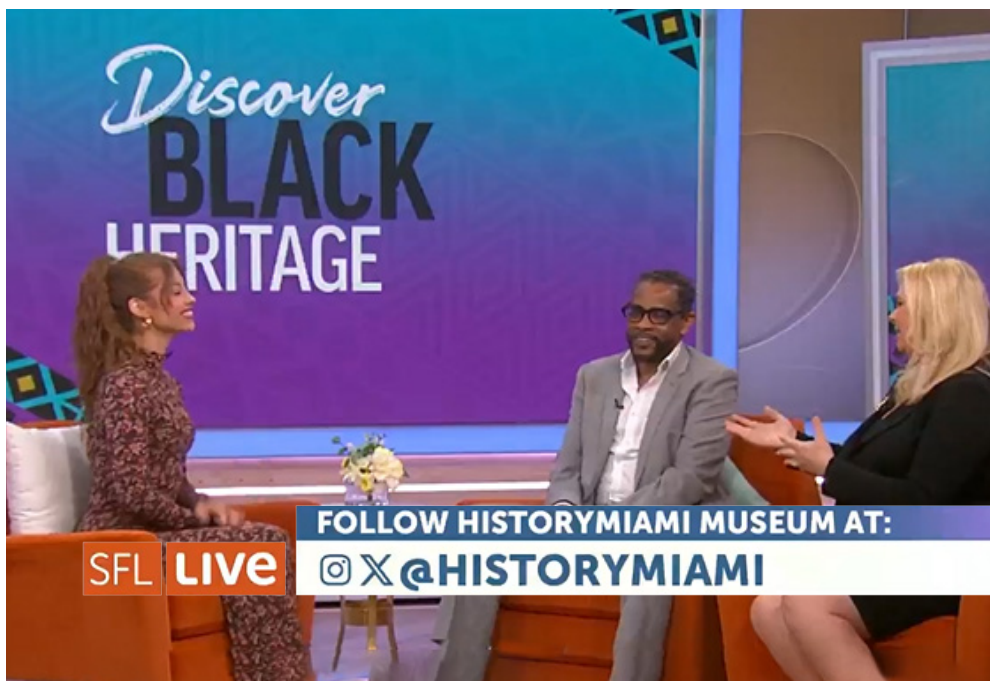 Discover
BLACK
HERITAGE
FOLLOW HISTORYMIAMI MUSEUM AT:
SFL LIVE
@HISTORYMIAMI